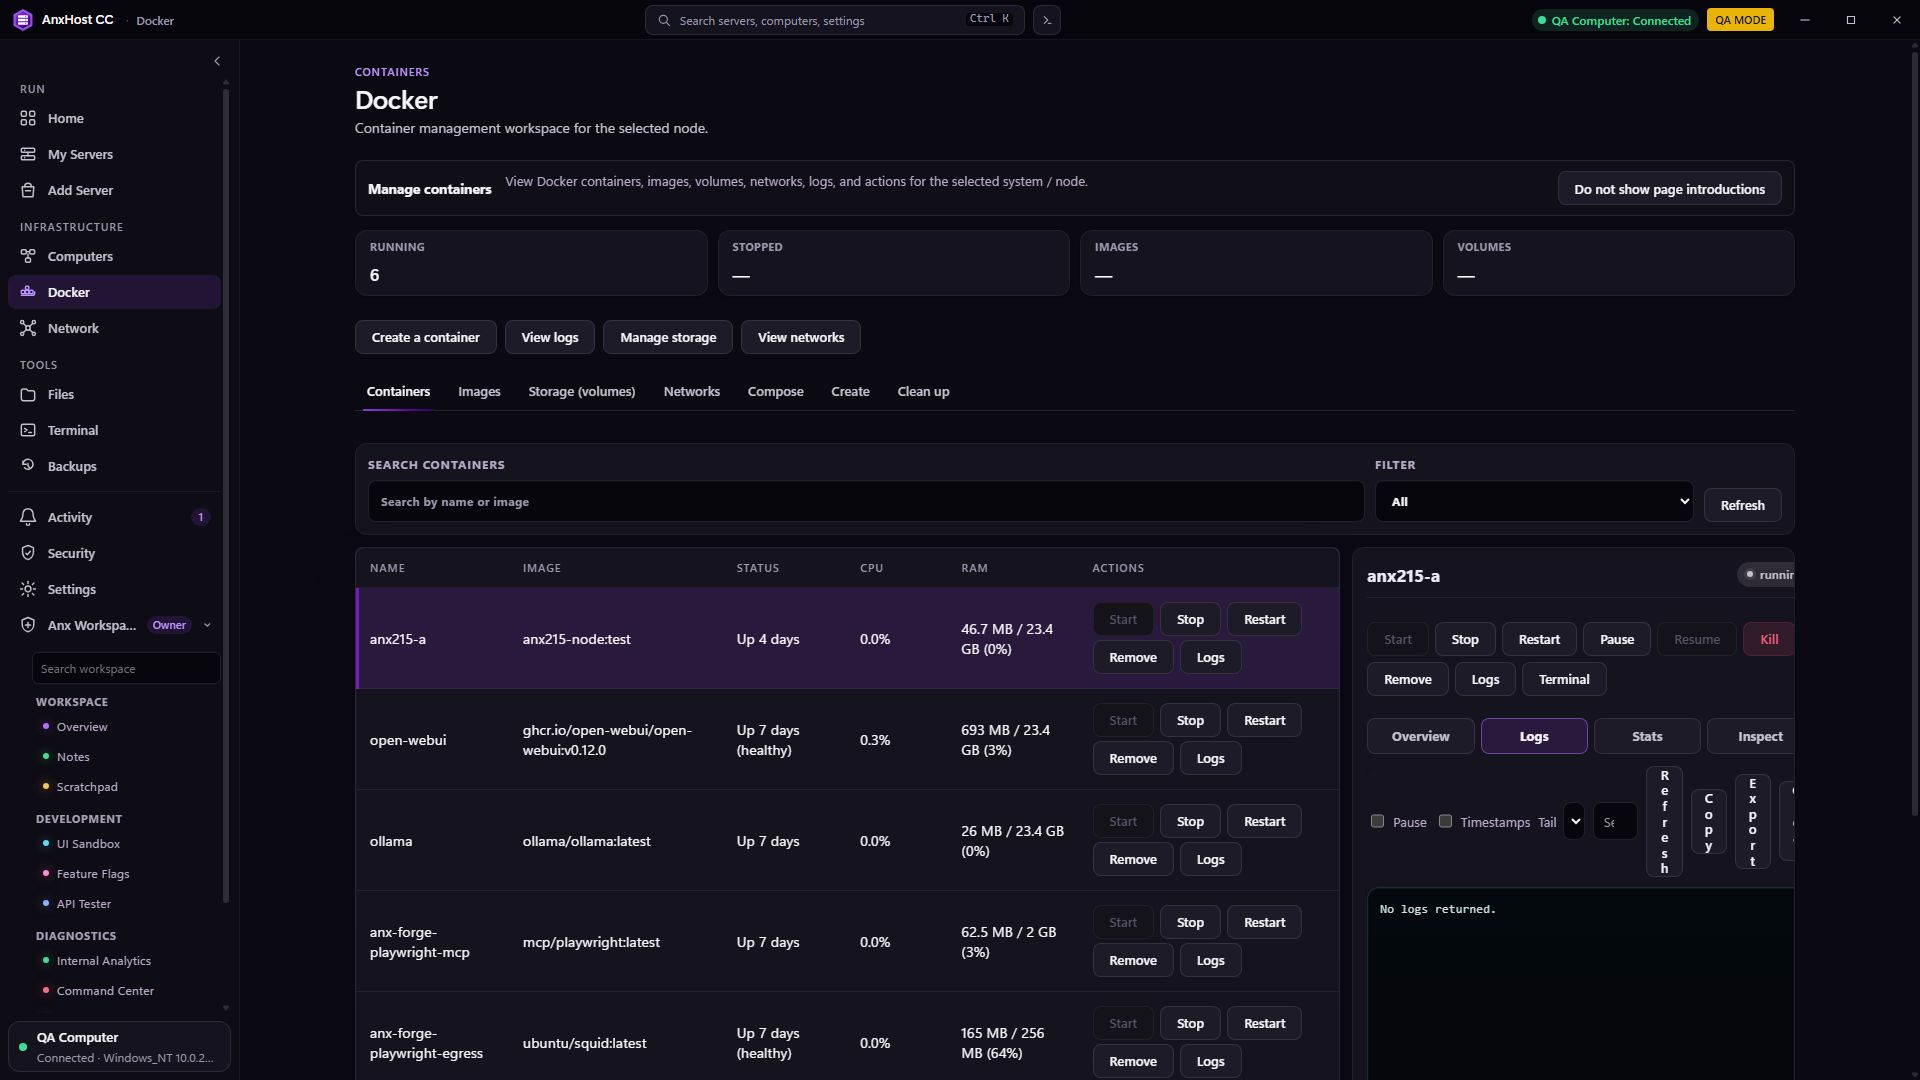 AnxHost CC · Docker
Search servers, computers, settings Ctrl K
QA Computer: Connected
QA MODE
RUN
Home
My Servers
Add Server
INFRASTRUCTURE
Computers
Docker
Network
TOOLS
Files
Terminal
Backups
Activity 1
Security
Settings
Anx Workspa... Owner
Search workspace
WORKSPACE
Overview
Notes
Scratchpad
DEVELOPMENT
UI Sandbox
Feature Flags
API Tester
DIAGNOSTICS
Internal Analytics
Command Center
QA Computer
Connected · Windows_NT 10.0.2...
CONTAINERS
Docker
Container management workspace for the selected node.
Manage containers View Docker containers, images, volumes, networks, logs, and actions for the selected system / node.
Do not show page introductions
RUNNING
6
STOPPED
—
IMAGES
—
VOLUMES
—
Create a container View logs Manage storage View networks
Containers Images Storage (volumes) Networks Compose Create Clean up
SEARCH CONTAINERS
Search by name or image
FILTER
All
Refresh
NAME IMAGE STATUS CPU RAM ACTIONS
anx215-a anx215-node:test Up 4 days 0.0% 46.7 MB / 23.4
GB (0%)
Start Stop Restart
Remove Logs
open-webui ghcr.io/open-webui/open-
webui:v0.12.0
Up 7 days
(healthy)
0.3%
693 MB / 23.4
GB (3%)
Start Stop Restart
Remove Logs
ollama ollama/ollama:latest Up 7 days 0.0% 26 MB / 23.4 GB
(0%)
Start Stop Restart
Remove Logs
anx-forge-
playwright-mcp
mcp/playwright:latest Up 7 days 0.0% 62.5 MB / 2 GB
(3%)
Start Stop Restart
Remove Logs
anx-forge-
playwright-egress
ubuntu/squid:latest
Up 7 days
(healthy)
0.0%
165 MB / 256
MB (64%)
Start Stop Restart
Remove Logs
anx215-a
runnin
Start Stop Restart Pause Resume Kill
Remove Logs Terminal
Overview Logs Stats Inspect
Pause Timestamps Tail Se Refresh Copy Export
No logs returned.